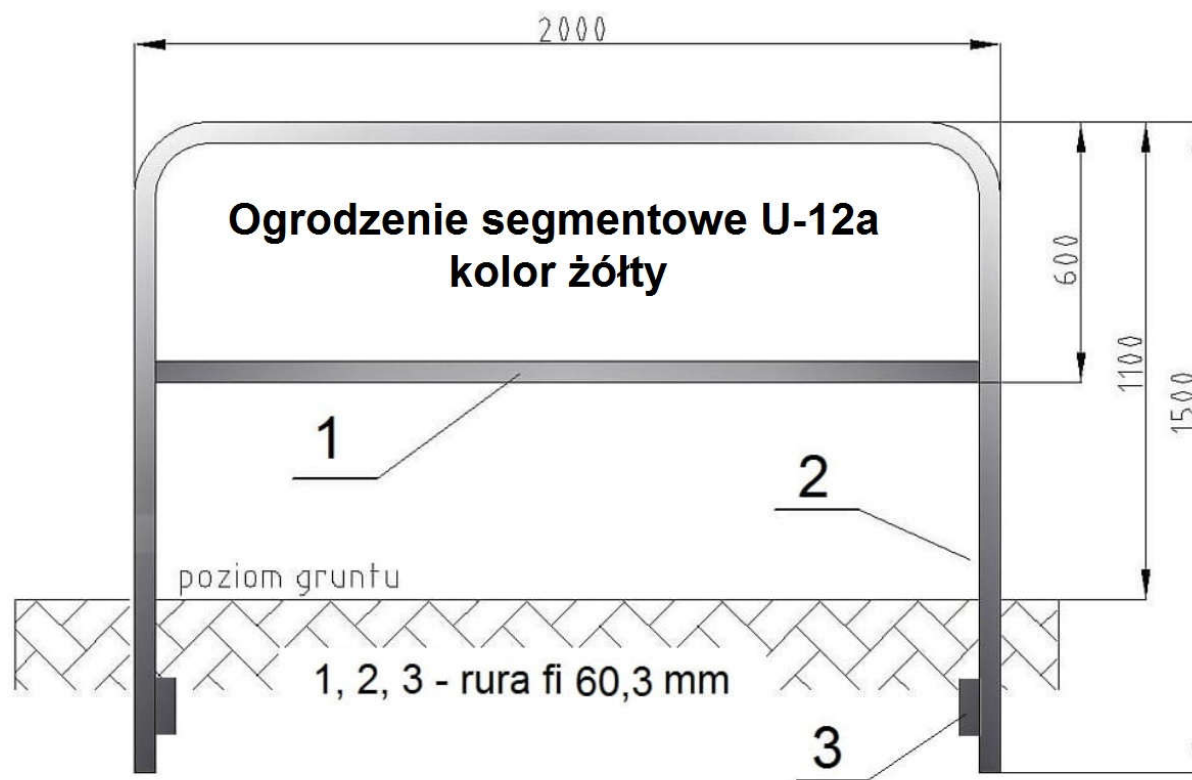 2000
Ogrodzenie segmentowe U-12a
kolor żółty
600
1100
1500
1
2
poziom gruntu
1, 2, 3 - rura fi 60,3 mm
3